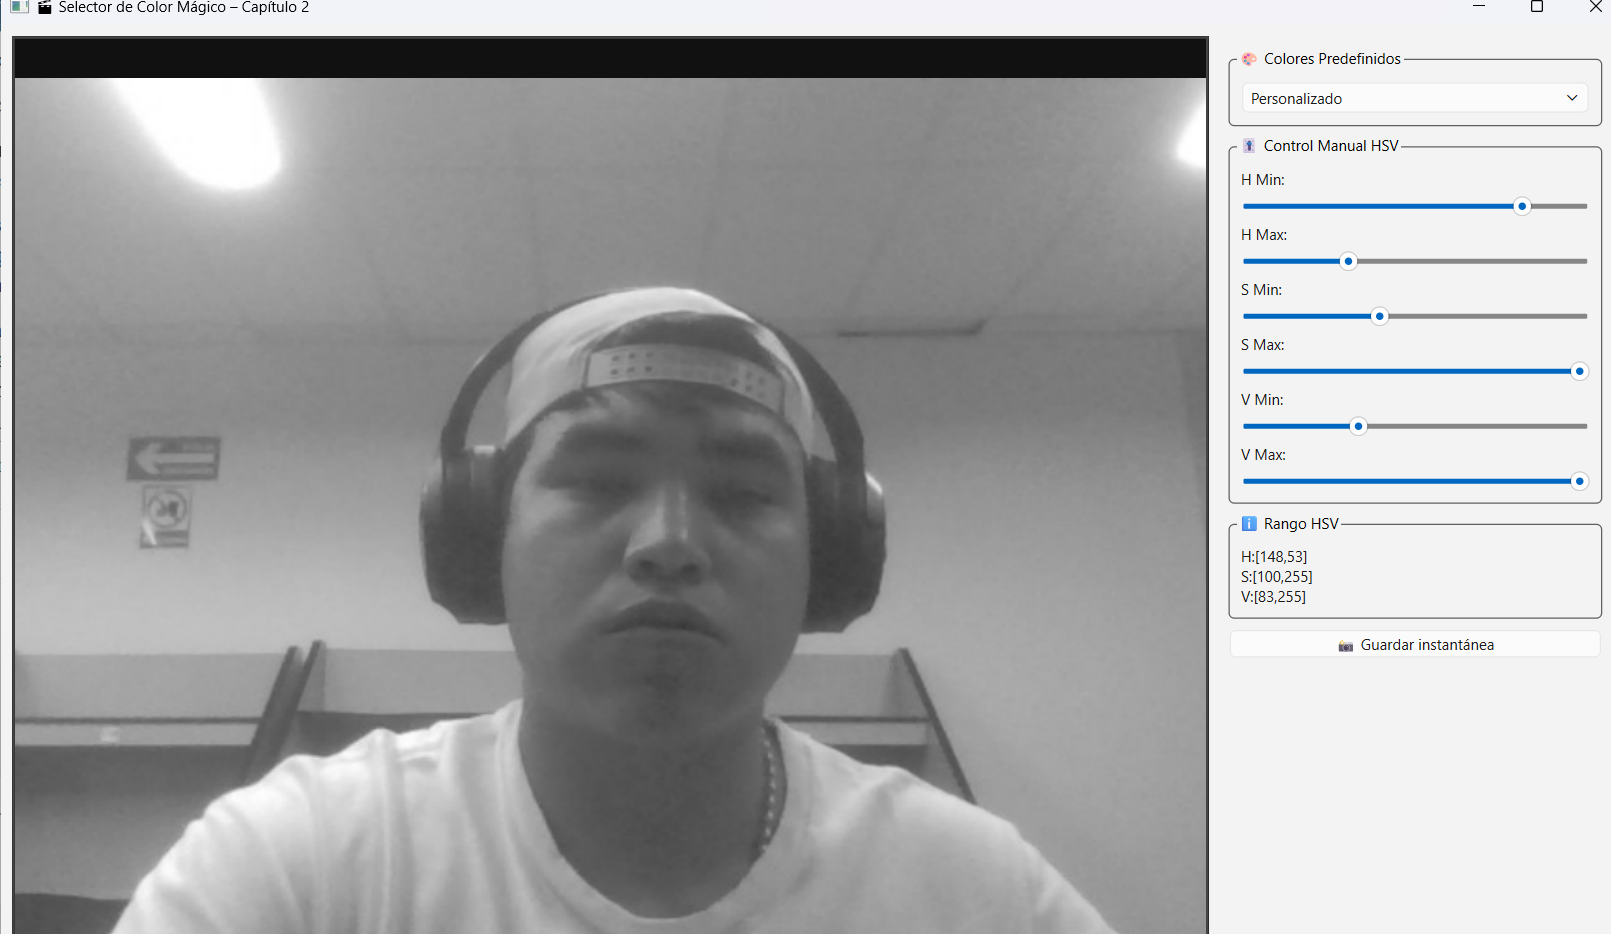 Selector de Color Mágico – Capítulo 2
Colores Predefinidos
Personalizado
Control Manual HSV
H Min:
H Max:
S Min:
S Max:
V Min:
V Max:
Rango HSV
H:[148,53]
S:[100,255]
V:[83,255]
Guardar instantánea